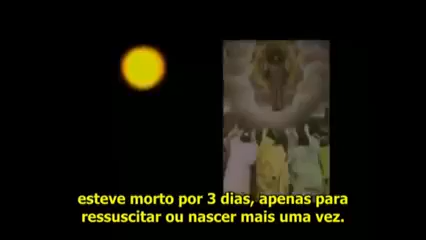 esteve morto por 3 dias, apenas para
ressuscitar ou nascer mais uma vez.